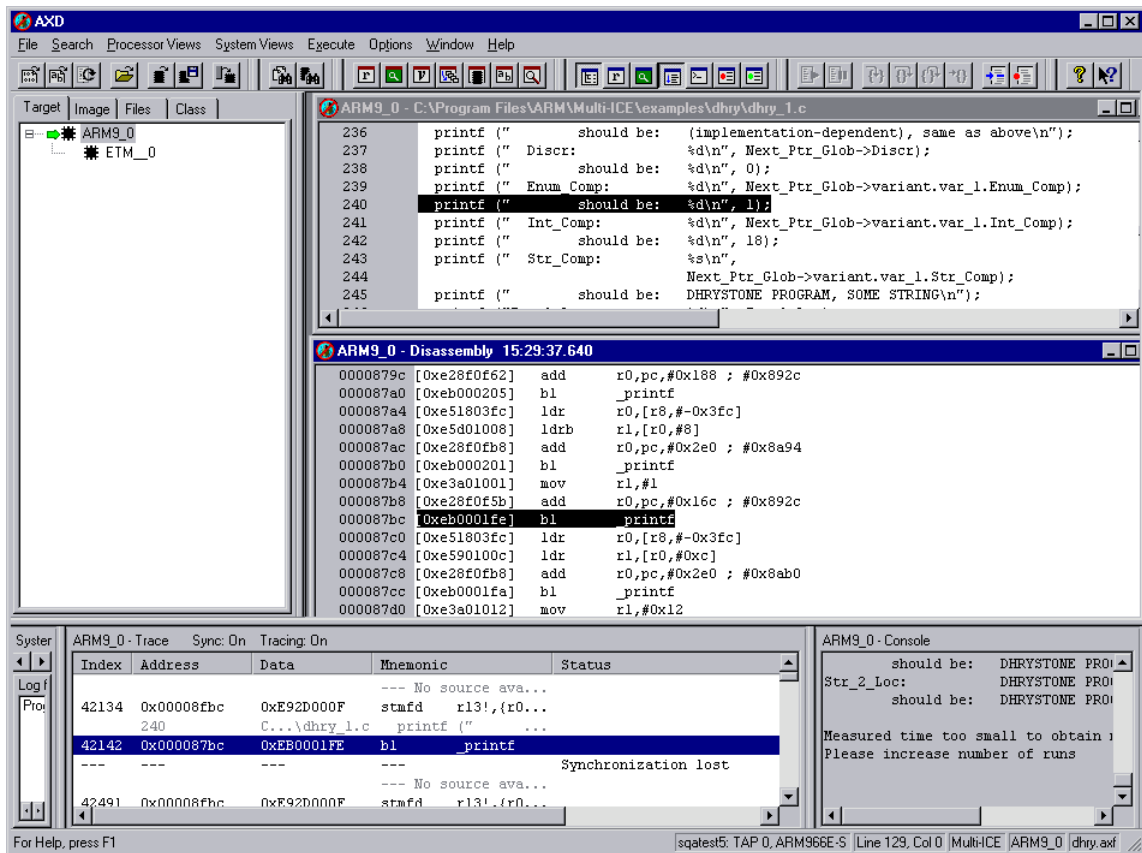 AXD
File Search Processor Views System Views Execute Options Window Help
Target Image Files Class
ARM9_0
ETM__0
ARM9_0 - C:\Program Files\ARM\Multi-ICE\examples\dhry\dhry_1.c
236 printf ("        should be:   (implementation-dependent), same as above\n");
237 printf ("  Discr:             %d\n", Next_Ptr_Glob->Discr);
238 printf ("        should be:   %d\n", 0);
239 printf ("  Enum_Comp:         %d\n", Next_Ptr_Glob->variant.var_1.Enum_Comp);
240 printf ("        should be:   %d\n", 1);
241 printf ("  Int_Comp:          %d\n", Next_Ptr_Glob->variant.var_1.Int_Comp);
242 printf ("        should be:   %d\n", 18);
243 printf ("  Str_Comp:          %s\n",
244 Next_Ptr_Glob->variant.var_1.Str_Comp);
245 printf ("        should be:   DHRYSTONE PROGRAM, SOME STRING\n");
ARM9_0 - Disassembly 15:29:37.640
0000879c [0xe28f0f62] add r0,pc,#0x188 ; #0x892c
000087a0 [0xeb000205] bl _printf
000087a4 [0xe51803fc] ldr r0,[r8,#-0x3fc]
000087a8 [0xe5d01008] ldrb r1,[r0,#8]
000087ac [0xe28f0fb8] add r0,pc,#0x2e0 ; #0x8a94
000087b0 [0xeb000201] bl _printf
000087b4 [0xe3a01001] mov r1,#1
000087b8 [0xe28f0f5b] add r0,pc,#0x16c ; #0x892c
000087bc [0xeb0001fe] bl _printf
000087c0 [0xe51803fc] ldr r0,[r8,#-0x3fc]
000087c4 [0xe590100c] ldr r1,[r0,#0xc]
000087c8 [0xe28f0fb8] add r0,pc,#0x2e0 ; #0x8ab0
000087cc [0xeb0001fa] bl _printf
000087d0 [0xe3a01012] mov r1,#0x12
Syster
Log f
Pro
ARM9_0 - Trace Sync: On Tracing: On
Index Address Data Mnemonic Status
--- No source ava...
42134 0x00008fbc 0xE92D000F stmfd r13!,{r0...
240 C...\dhry_1.c printf (" ...
42142 0x000087bc 0xEB0001FE bl _printf
--- --- --- --- Synchronization lost
--- No source ava...
42491 0x00008fbc 0xE92D000F stmfd r13!,{r0...
ARM9_0 - Console
should be: DHRYSTONE PRO
Str_2_Loc: DHRYSTONE PRO
should be: DHRYSTONE PRO
Measured time too small to obtain
Please increase number of runs
For Help, press F1
sqatest5: TAP 0, ARM966E-S Line 129, Col 0 Multi-ICE ARM9_0 dhry.axf